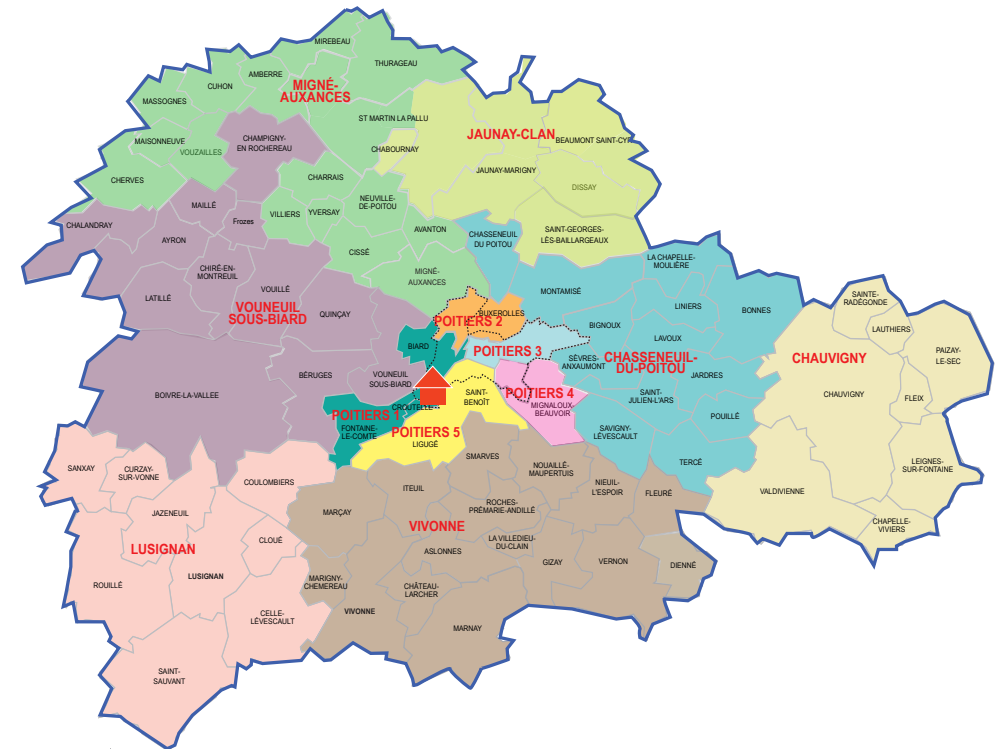 MIREBEAU
THURAGEAU
AMBERRE
CUHON
MIGNÉ-
AUXANCES
MASSOGNES
ST MARTIN LA PALLU
JAUNAY-CLAN
BEAUMONT SAINT-CYR
MAISONNEUVE
VOUZAILLES
CHAMPIGNY-
EN ROCHEREAU
CHABOURNAY
JAUNAY-MARIGNY
CHERVES
CHARRAIS
DISSAY
NEUVILLE-
DE-POITOU
MAILLÉ
Frozes
VILLIERS
YVERSAY
CHALANDRAY
AVANTON
CHASSENEUIL
DU POITOU
SAINT-GEORGES-
LÈS-BAILLARGEAUX
AYRON
CISSÉ
LA CHAPELLE-
MOULIÈRE
CHIRÉ-EN-
MONTREUIL
MIGNÉ-
AUXANCES
VOUILLÉ
MONTAMISÉ
LATILLÉ
SAINTE-
RADÉGONDE
VOUNEUIL
SOUS-BIARD
QUINÇAY
LINIERS
BONNES
BUXEROLLES
POITIERS 2
BIGNOUX
LAUTHIERS
LAVOUX
BIARD
POITIERS 3
PAIZAY-
LE-SEC
SÈVRES-
ANXAUMONT
CHASSENEUIL-
DU-POITOU
CHAUVIGNY
BÉRUGES
VOUNEUIL
SOUS-BIARD
JARDRES
BOIVRE-LA-VALLEE
SAINT-
BENOÎT
POITIERS 4
SAINT-
JULIEN-L'ARS
CHAUVIGNY
FLEIX
CROUTELLE
MIGNALOUX-
BEAUVOIR
POITIERS 1
POUILLÉ
FONTAINE-
LE-COMTE
POITIERS 5
LIGUGÉ
SAVIGNY-
LÉVESCAULT
SMARVES
TERCÉ
LEIGNES-
SUR-FONTAINE
SANXAY
CURZAY-
SUR-VONNE
NOUAILLÉ-
MAUPERTUIS
COULOMBIERS
ITEUIL
NIEUIL-
L'ESPOIR
FLEURÉ
VALDIVIENNE
JAZENEUIL
MARÇAY
ROCHES-
PRÉMARIE-ANDILLÉ
CHAPELLE-
VIVIERS
VIVONNE
CLOUÉ
LA VILLEDIEU-
DU-CLAIN
LUSIGNAN
ASLONNES
GIZAY
VERNON
DIENNÉ
LUSIGNAN
ROUILLÉ
MARIGNY-
CHEMEREAU
CHÂTEAU-
LARCHER
VIVONNE
CELLE-
LÉVESCAULT
MARNAY
SAINT-
SAUVANT